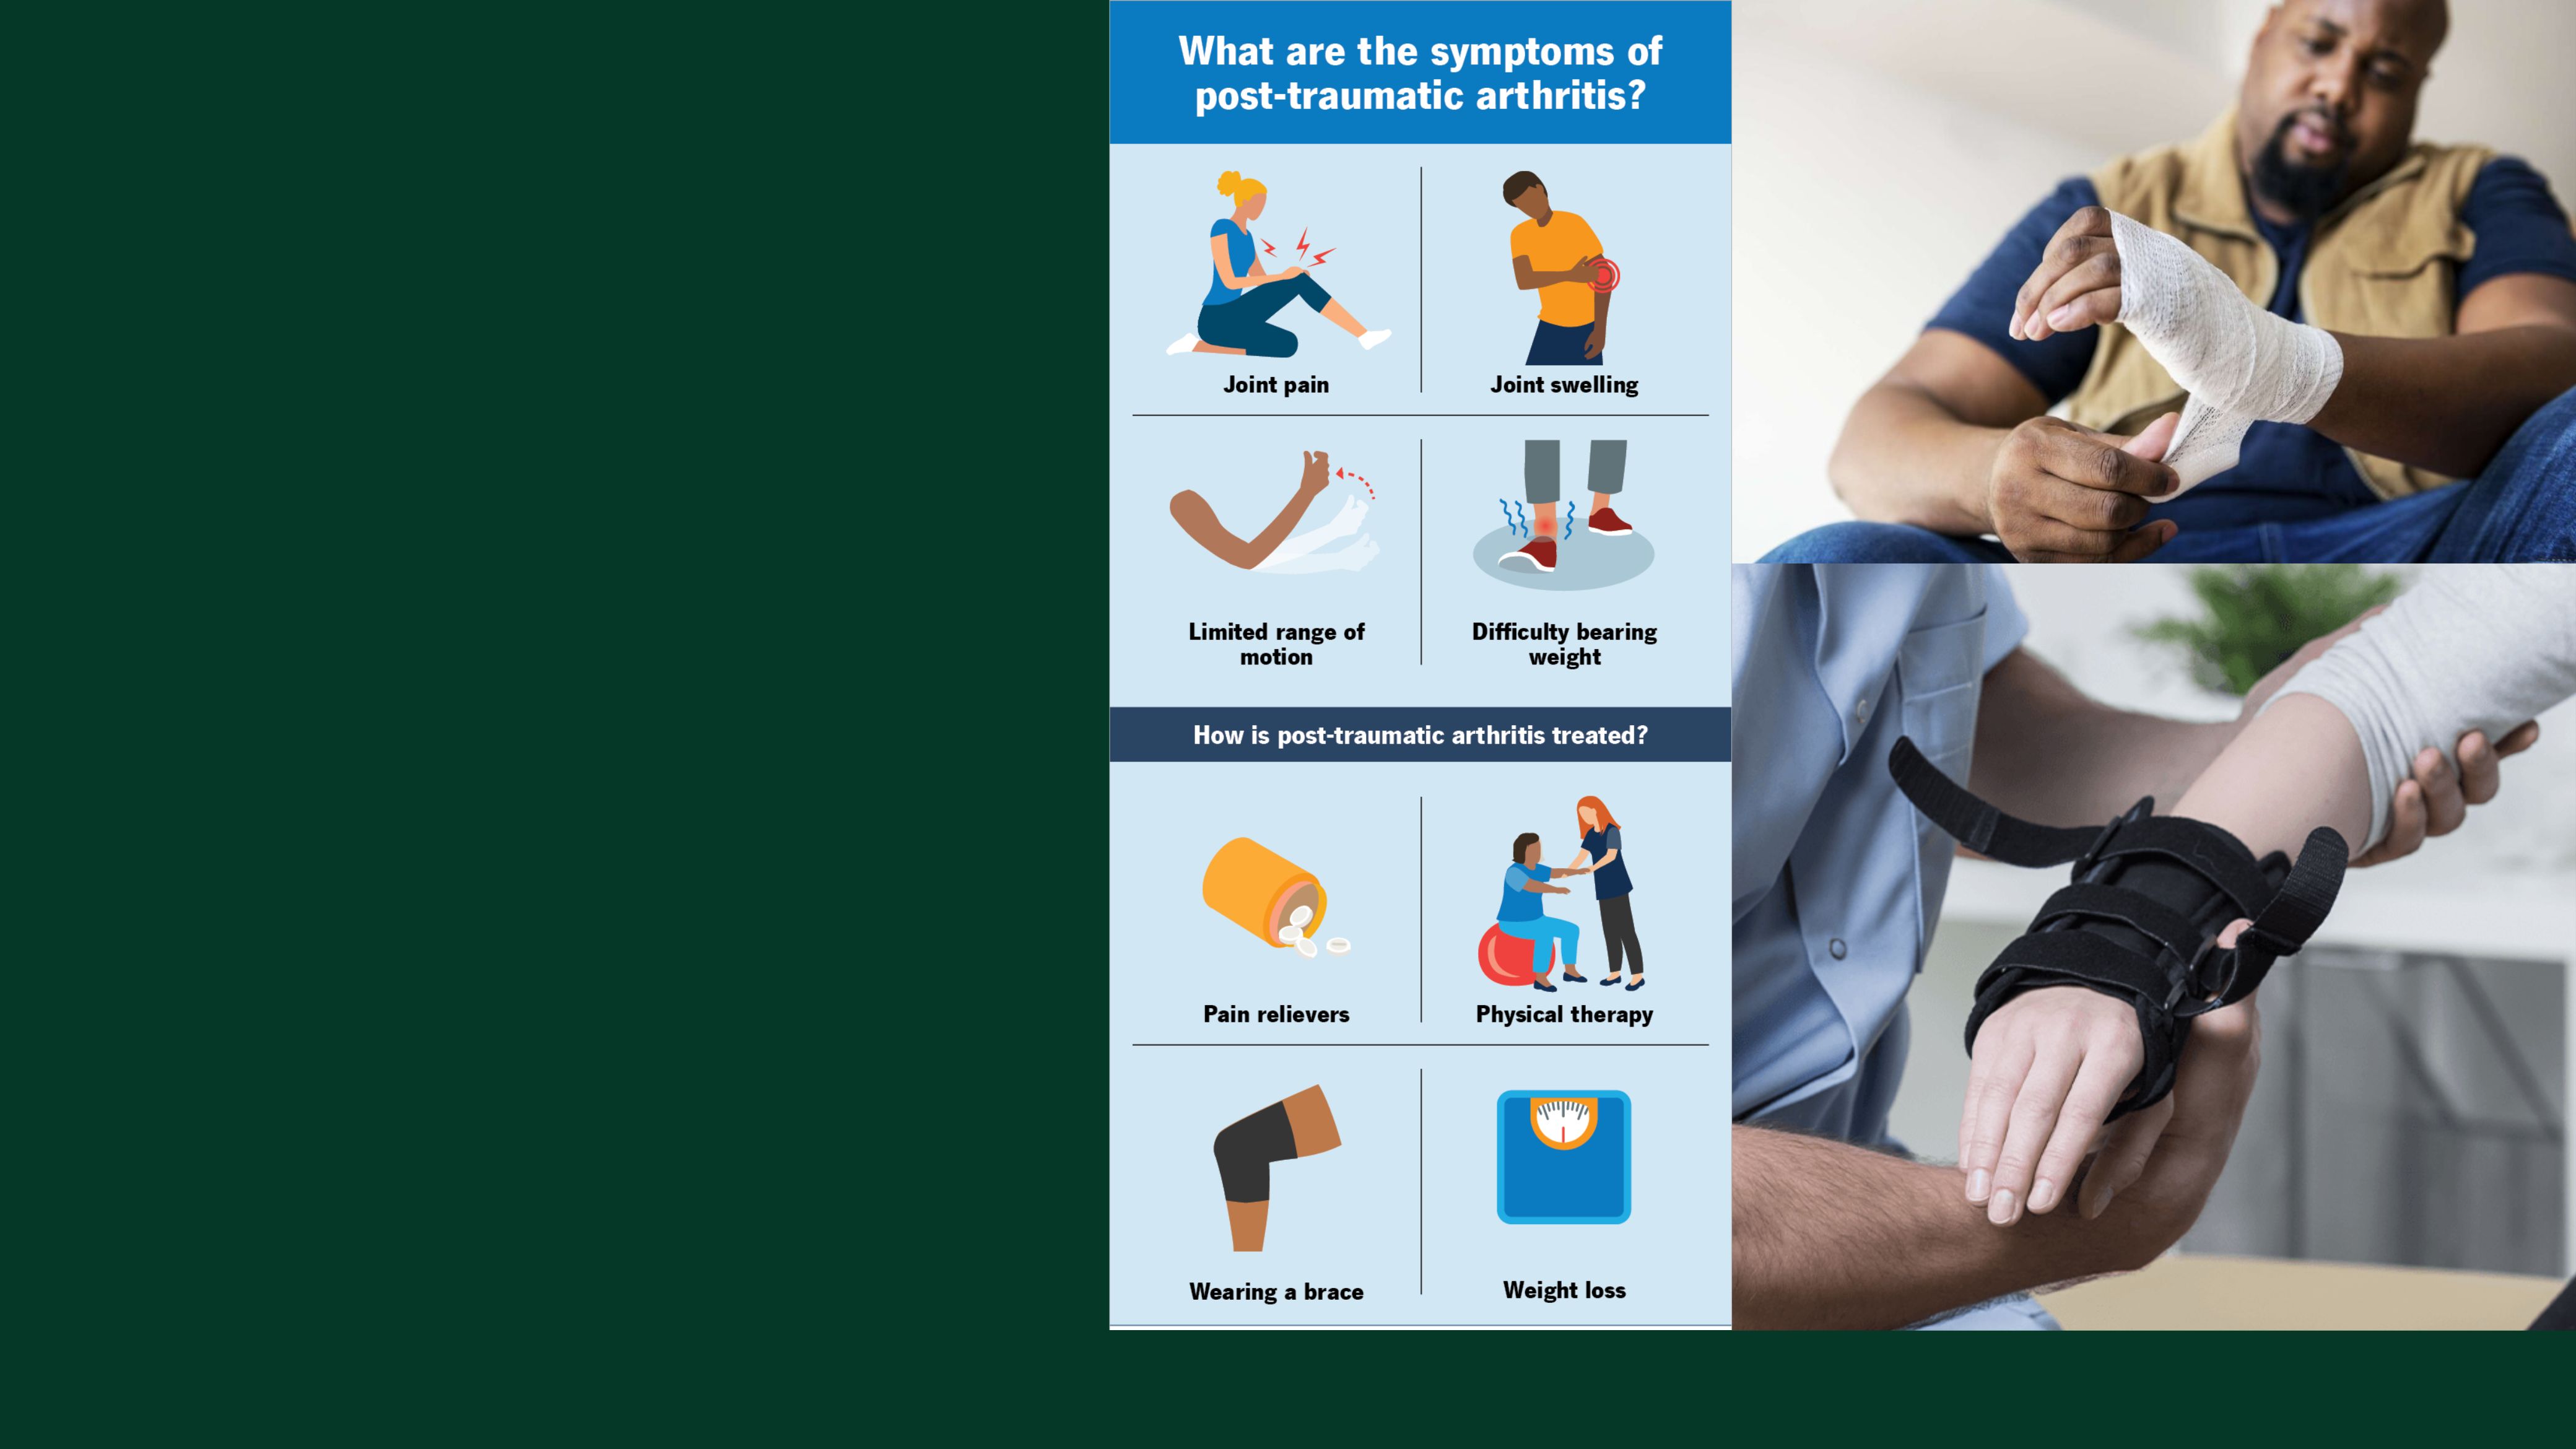 What are the symptoms of
post-traumatic arthritis?
Joint pain
Joint swelling
Limited range of
motion
Difficulty bearing
weight
How is post-traumatic arthritis treated?
Pain relievers
Physical therapy
Wearing a brace
Weight loss